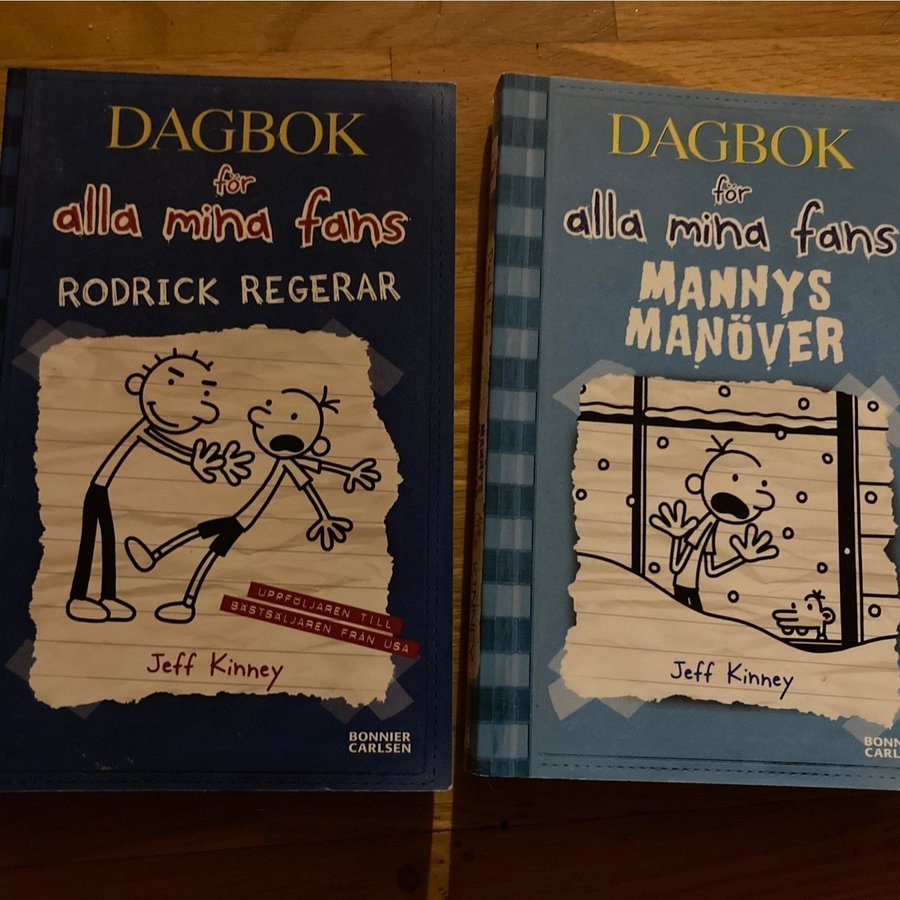 DAGBOK
för
alla mina fans
RODRICK REGERAR
UPPFÖLJAREN TILL
BÄSTSÄLJAREN FRÅN USA
Jeff Kinney
BONNIER
CARLSEN
DAGBOK
för
alla mina fans
MANNYS
MANÖVER
Jeff Kinney